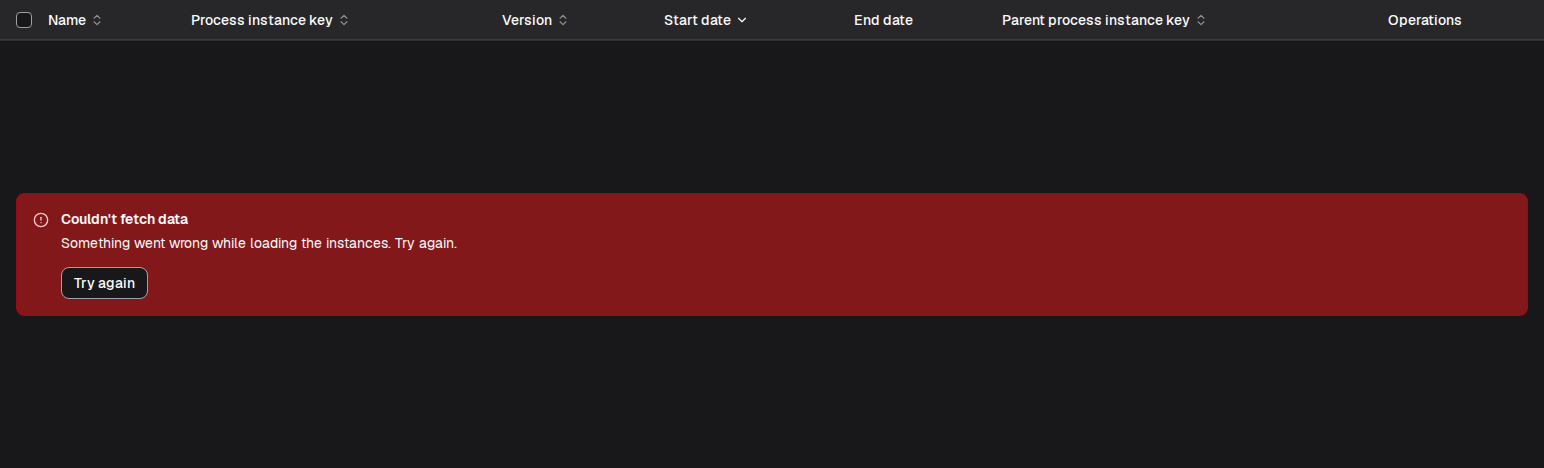 Name Process instance key Version Start date End date Parent process instance key Operations
Couldn't fetch data
Something went wrong while loading the instances. Try again.
Try again